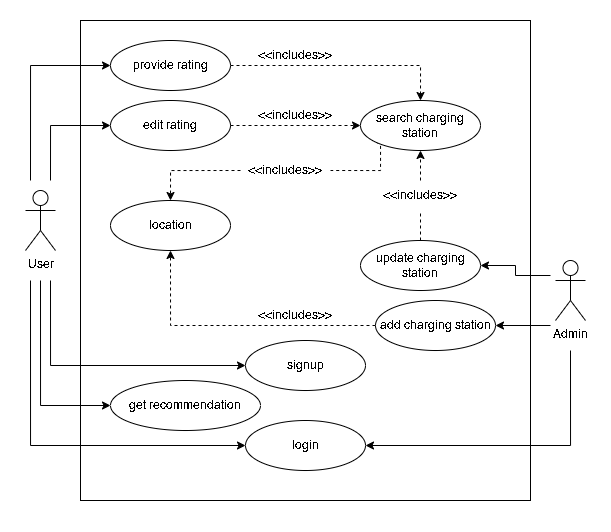 <<includes>>
provide rating
<<includes>>
edit rating
search charging
station
<<includes>>
<<includes>>
location
User
update charging
station
<<includes>>
add charging station
Admin
signup
get recommendation
login